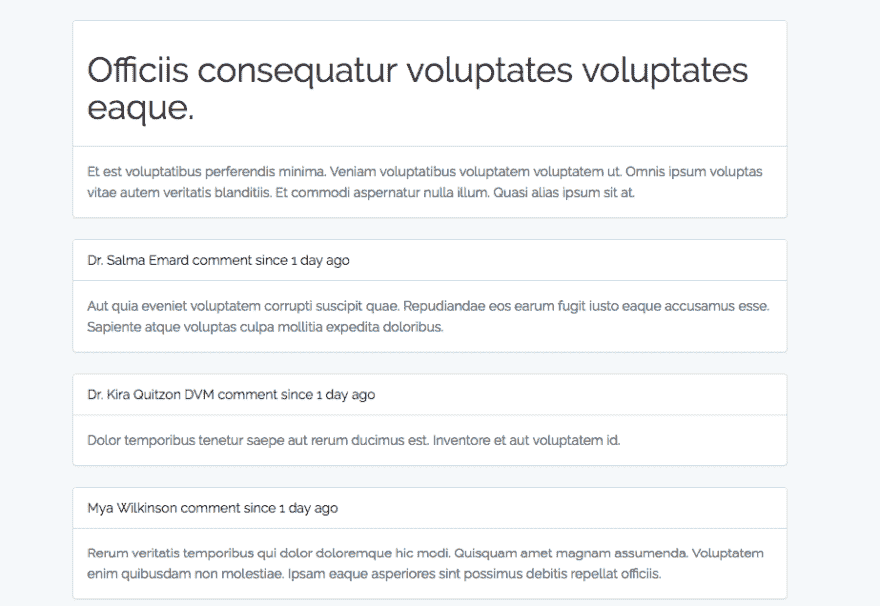 Officiis consequatur voluptates voluptates
eaque.
Et est voluptatibus perferendis minima. Veniam voluptatibus voluptatem voluptatem ut. Omnis ipsum voluptas
vitae autem veritatis blanditiis. Et commodi aspernatur nulla illum. Quasi alias ipsum sit at.
Dr. Salma Emard comment since 1 day ago
Aut quia eveniet voluptatem corrupti suscipit quae. Repudiandae eos earum fugit iusto eaque accusamus esse.
Sapiente atque voluptas culpa mollitia expedita doloribus.
Dr. Kira Quitzon DVM comment since 1 day ago
Dolor temporibus tenetur saepe aut rerum ducimus est. Inventore et aut voluptatem id.
Mya Wilkinson comment since 1 day ago
Rerum veritatis temporibus qui dolor doloremque hic modi. Quisquam amet magnam assumenda. Voluptatem
enim quibusdam non molestiae. Ipsam eaque asperiores sint possimus debitis repellat officiis.